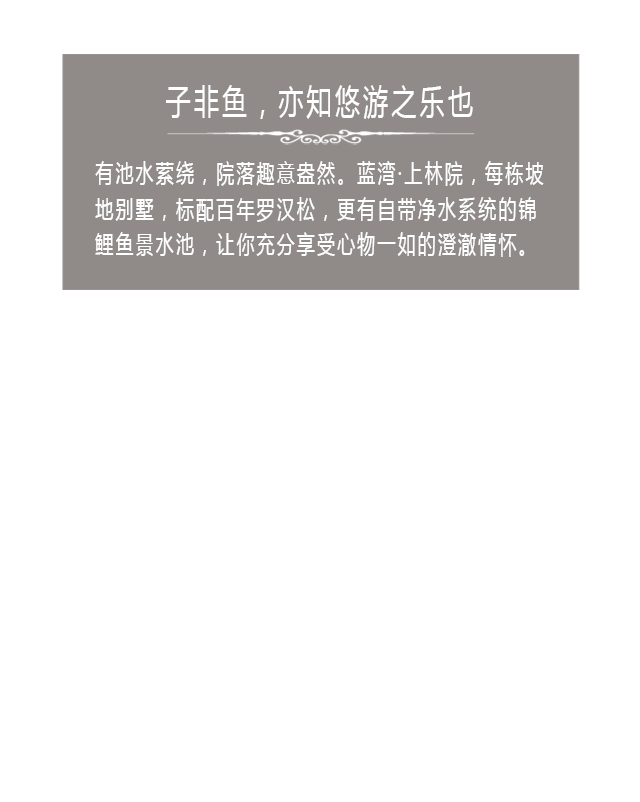 子非鱼，亦知悠游之乐也
有池水萦绕，院落趣意盎然。蓝湾·上林院，每栋坡
地别墅，标配百年罗汉松，更有自带净水系统的锦
鲤鱼景水池，让你充分享受心物一如的澄澈情怀。